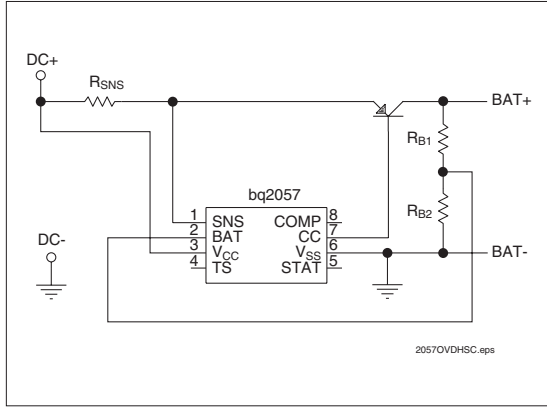 DC+
RSNS
BAT+
RB1
bq2057
RB2
1 SNS COMP 8
2 BAT CC 7
3 VCC VSS 6
4 TS STAT 5
DC-
BAT-
2057OVDHSC.eps